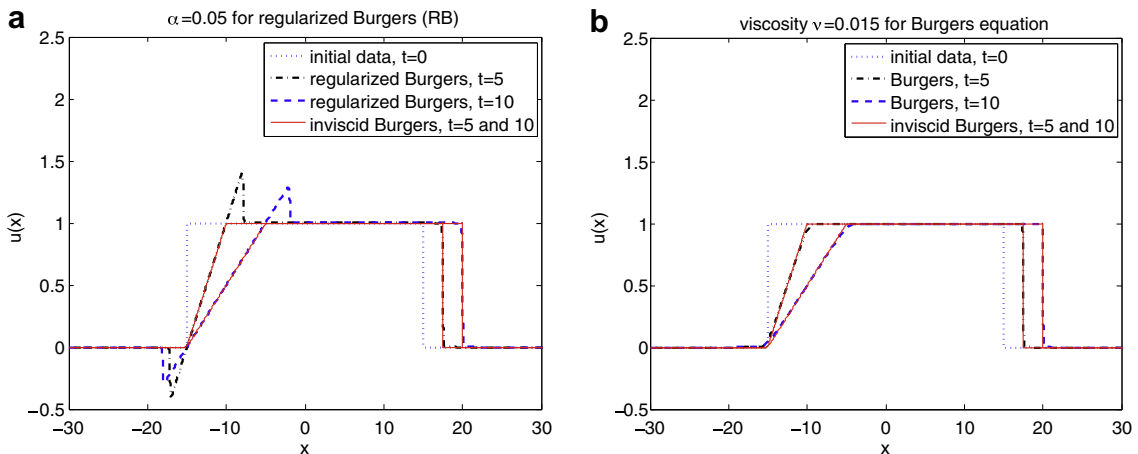 a
α=0.05 for regularized Burgers (RB)
2.5
2
1.5
1
0.5
0
−0.5
u(x)
initial data, t=0
regularized Burgers, t=5
regularized Burgers, t=10
inviscid Burgers, t=5 and 10
−30 −20 −10 0 10 20 30
x
b
viscosity ν=0.015 for Burgers equation
2.5
2
1.5
1
0.5
0
−0.5
u(x)
initial data, t=0
Burgers, t=5
Burgers, t=10
inviscid Burgers, t=5 and 10
−30 −20 −10 0 10 20 30
x